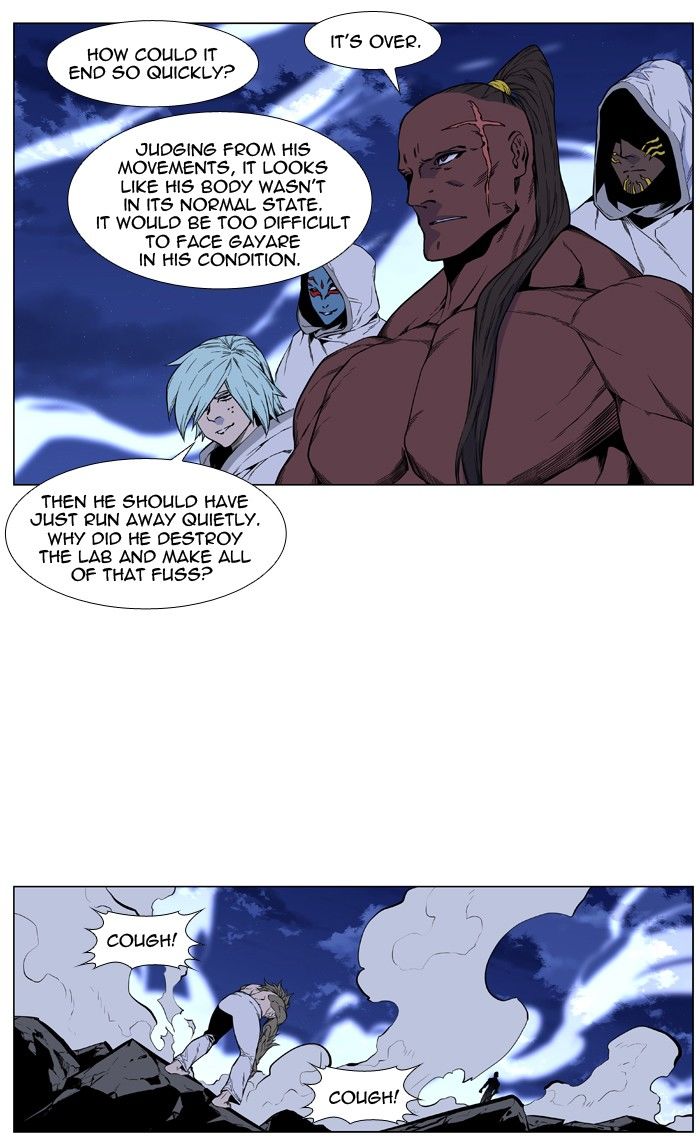 HOW COULD IT
END SO QUICKLY?
IT'S OVER.
JUDGING FROM HIS
MOVEMENTS, IT LOOKS
LIKE HIS BODY WASN'T
IN ITS NORMAL STATE.
IT WOULD BE TOO DIFFICULT
TO FACE GAYARE
IN HIS CONDITION.
THEN HE SHOULD HAVE
JUST RUN AWAY QUIETLY.
WHY DID HE DESTROY
THE LAB AND MAKE ALL
OF THAT FUSS?
COUGH!
COUGH!